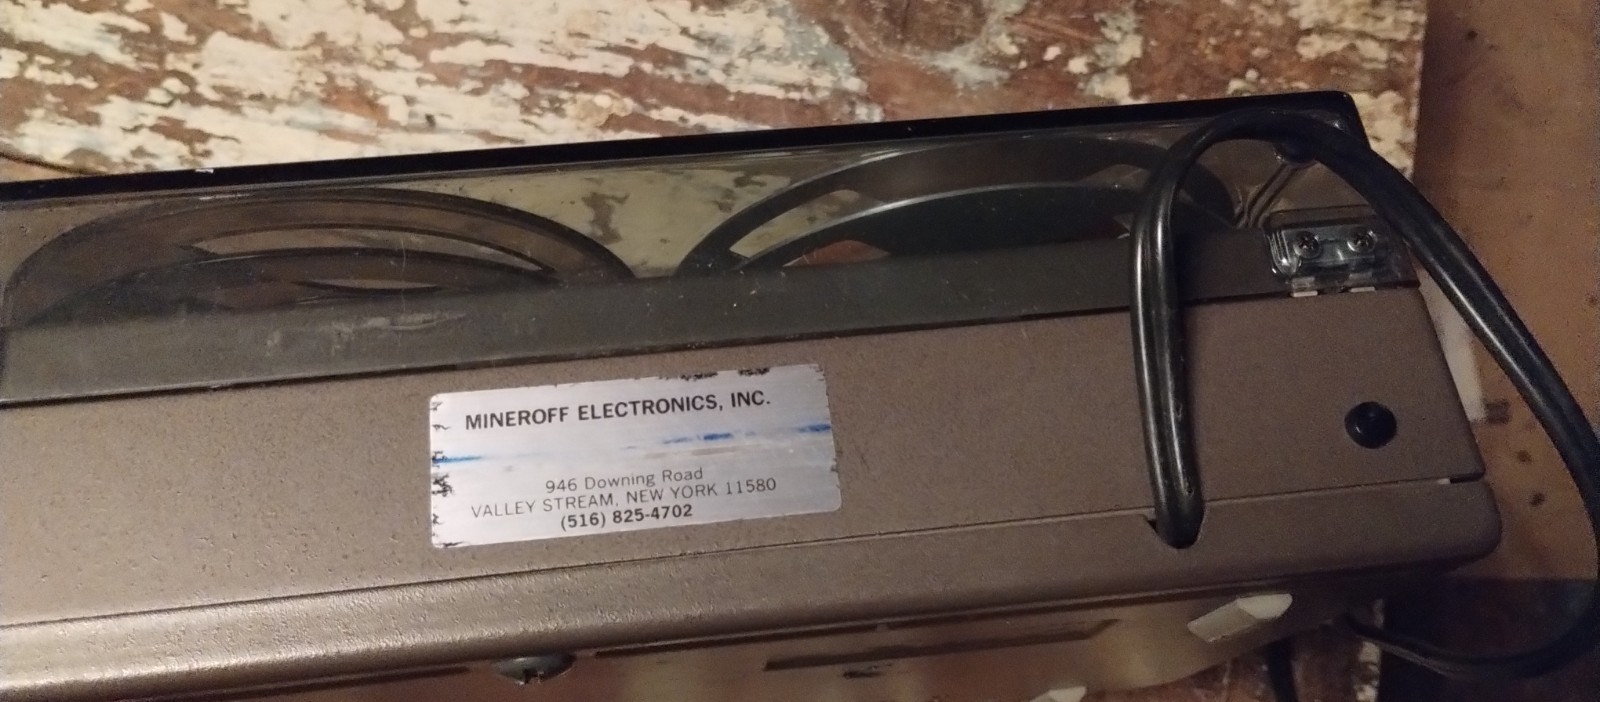 MINEROFF ELECTRONICS, INC.
946 Downing Road
VALLEY STREAM, NEW YORK 11580
(516) 825-4702